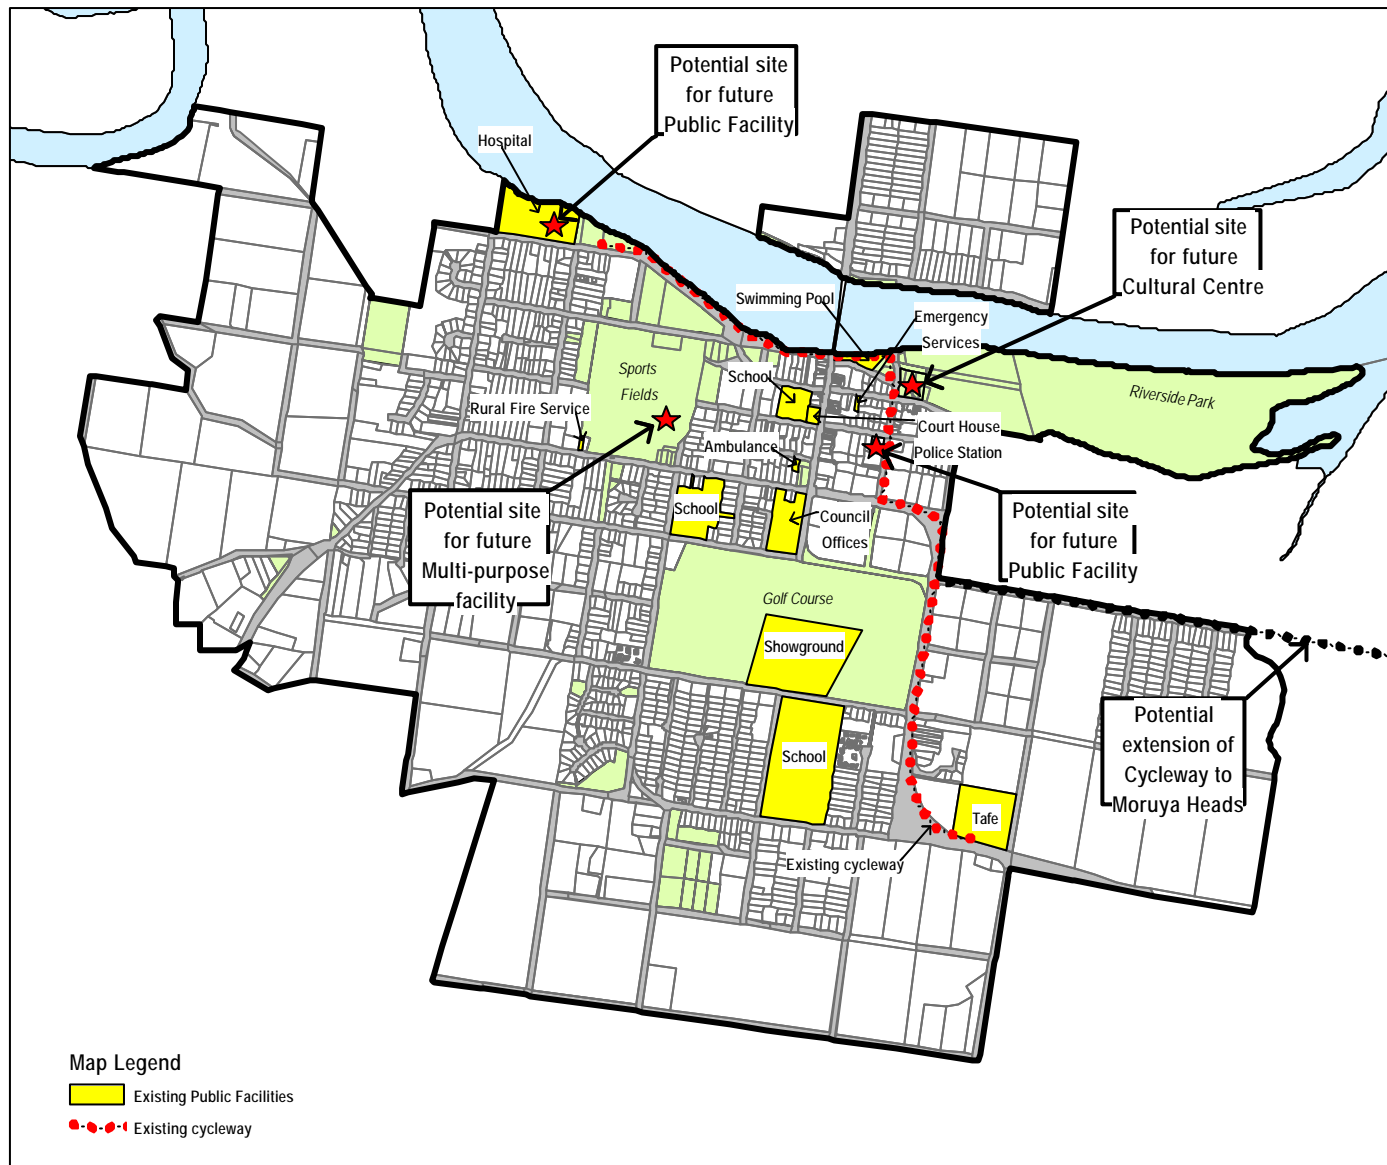 Potential site
for future
Public Facility
Hospital
Potential site
for future
Cultural Centre
Swimming Pool
Emergency
Services
Sports
Fields
School
Riverside Park
Rural Fire Service
Court House
Police Station
Ambulance
Potential site
for future
Multi-purpose
facility
School
Council
Offices
Potential site
for future
Public Facility
Golf Course
Showground
School
Potential
extension of
Cycleway to
Moruya Heads
Tafe
Existing cycleway
Map Legend
Existing Public Facilities
Existing cycleway